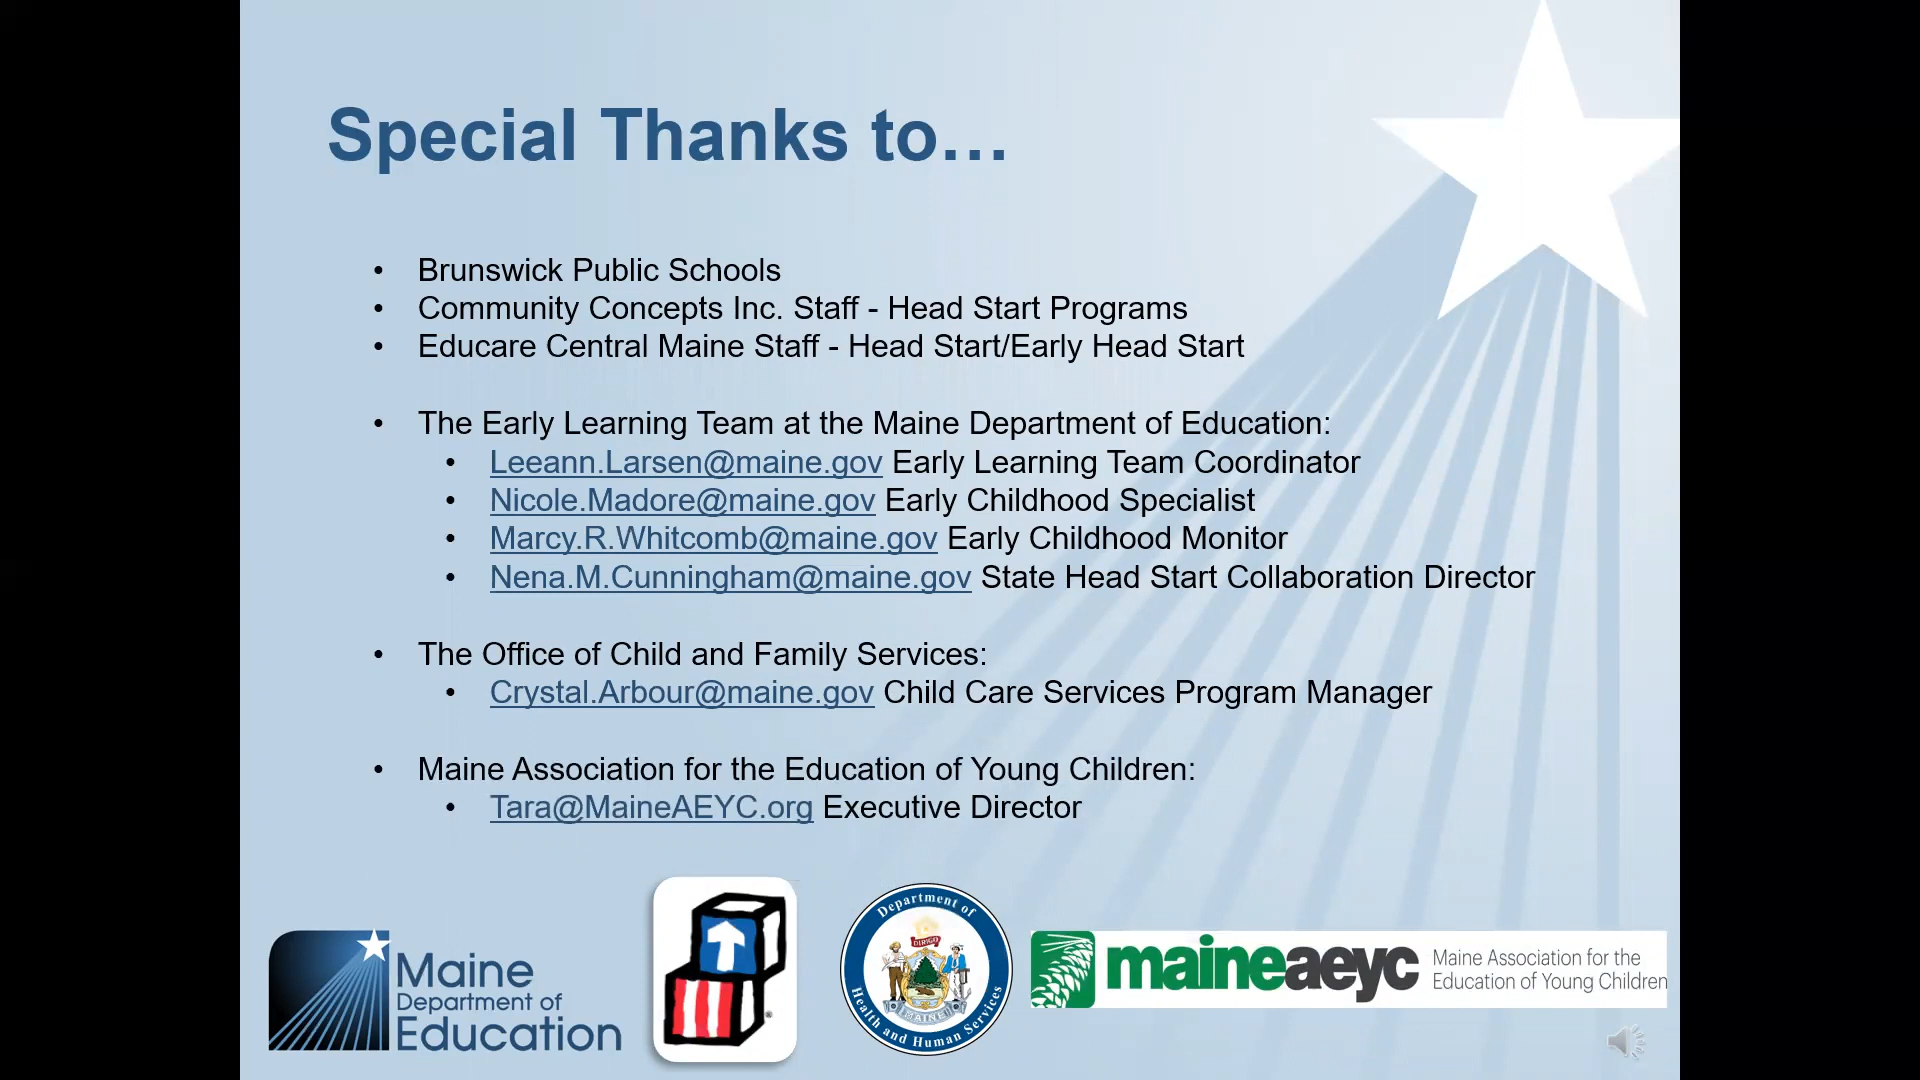 Special Thanks to…
• Brunswick Public Schools
• Community Concepts Inc. Staff - Head Start Programs
• Educare Central Maine Staff - Head Start/Early Head Start
• The Early Learning Team at the Maine Department of Education:
• Leeann.Larsen@maine.gov Early Learning Team Coordinator
• Nicole.Madore@maine.gov Early Childhood Specialist
• Marcy.R.Whitcomb@maine.gov Early Childhood Monitor
• Nena.M.Cunningham@maine.gov State Head Start Collaboration Director
• The Office of Child and Family Services:
• Crystal.Arbour@maine.gov Child Care Services Program Manager
• Maine Association for the Education of Young Children:
• Tara@MaineAEYC.org Executive Director
Maine
Department of
Education
®
Department of
Health and Human Services
DIRIGO
MAINE
maineaeyc
Maine Association for the
Education of Young Children